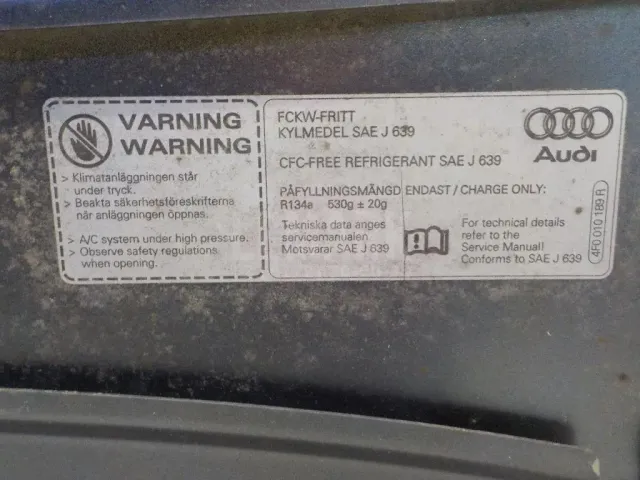 VARNING
WARNING
> Klimatanläggningen står
under tryck.
> Beakta säkerhetsföreskrifterna
när anläggningen öppnas.
> A/C system under high pressure.
> Observe safety regulations
when opening.
FCKW-FRITT
KYLMEDEL SAE J 639
CFC-FREE REFRIGERANT SAE J 639
PÅFYLLNINGSMÄNGD ENDAST / CHARGE ONLY:
R134a 530g ± 20g
Tekniska data anges
servicemanualen
Motsvarar SAE J 639
For technical details
refer to the
Service Manual!
Conforms to SAE J 639
Audi
4F0 010 189 R